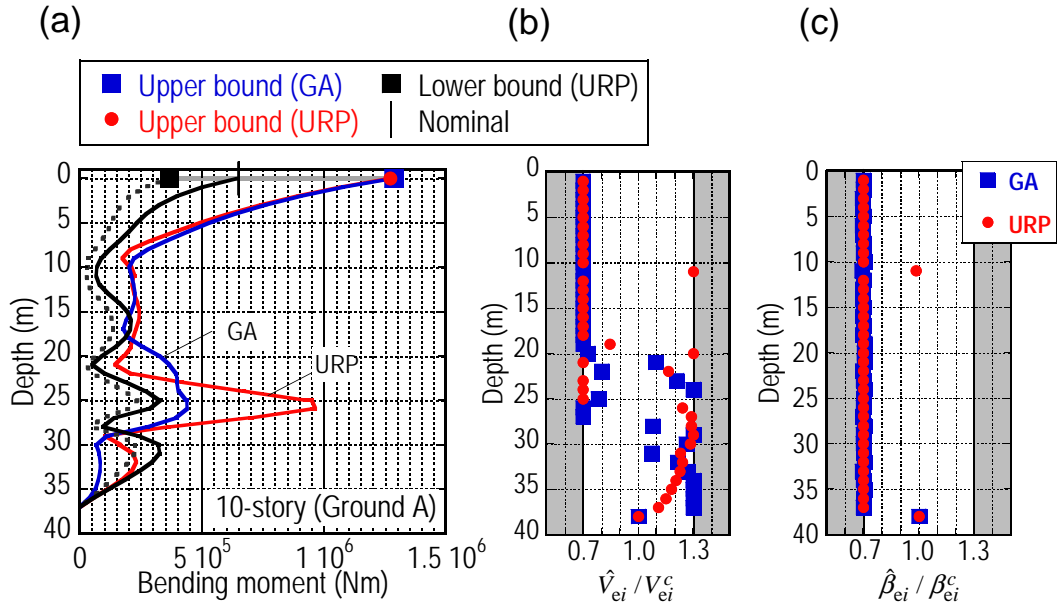 (a)
(b)
(c)
Upper bound (GA)
Lower bound (URP)
Upper bound (URP)
Nominal
0
5
10
15
20
25
30
35
40
Depth (m)
GA
URP
10-story (Ground A)
0
5 10^5
1 10^6
1.5 10^6
Bending moment (Nm)
0
5
10
15
20
25
30
35
40
Depth (m)
0.7
1.0
1.3
V̂ei / V^c ei
0
5
10
15
20
25
30
35
40
Depth (m)
GA
URP
0.7
1.0
1.3
β̂ei / β^c ei